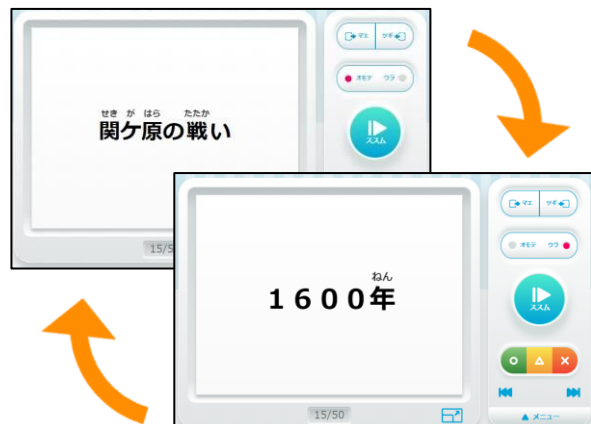 せき が はら たたか
関ケ原の戦い
マエ ツギ
オモテ ウラ
ススム
15/5
ねん
1600年
マエ ツギ
オモテ ウラ
ススム
○ △ ×
15/50
▲ メニュー